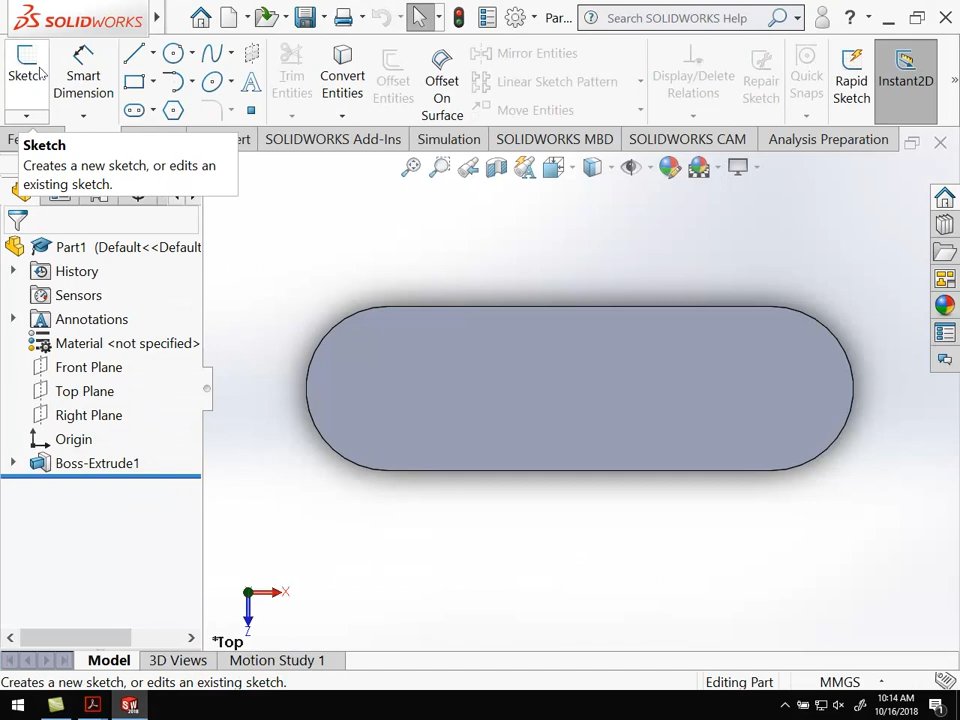 SOLIDWORKS
Par...
Search SOLIDWORKS Help
Sketch
Smart Dimension
Trim Entities
Convert Entities
Offset Entities
Offset On Surface
Mirror Entities
Linear Sketch Pattern
Move Entities
Display/Delete Relations
Repair Sketch
Quick Snaps
Rapid Sketch
Instant2D
SOLIDWORKS Add-Ins
Simulation
SOLIDWORKS MBD
SOLIDWORKS CAM
Analysis Preparation
Sketch
Creates a new sketch, or edits an
existing sketch.
Part1 (Default<<Default
History
Sensors
Annotations
Material <not specified>
Front Plane
Top Plane
Right Plane
Origin
Boss-Extrude1
X
Z
*Top
Model
3D Views
Motion Study 1
Creates a new sketch, or edits an existing sketch.
Editing Part
MMGS
10:14 AM
10/16/2018